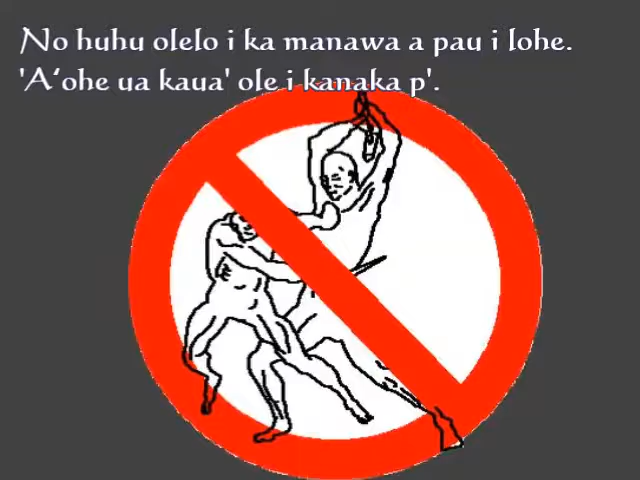 No huhu olelo i ka manawa a pau i lohe.
'A‘ohe ua kaua' ole i kanaka p'.